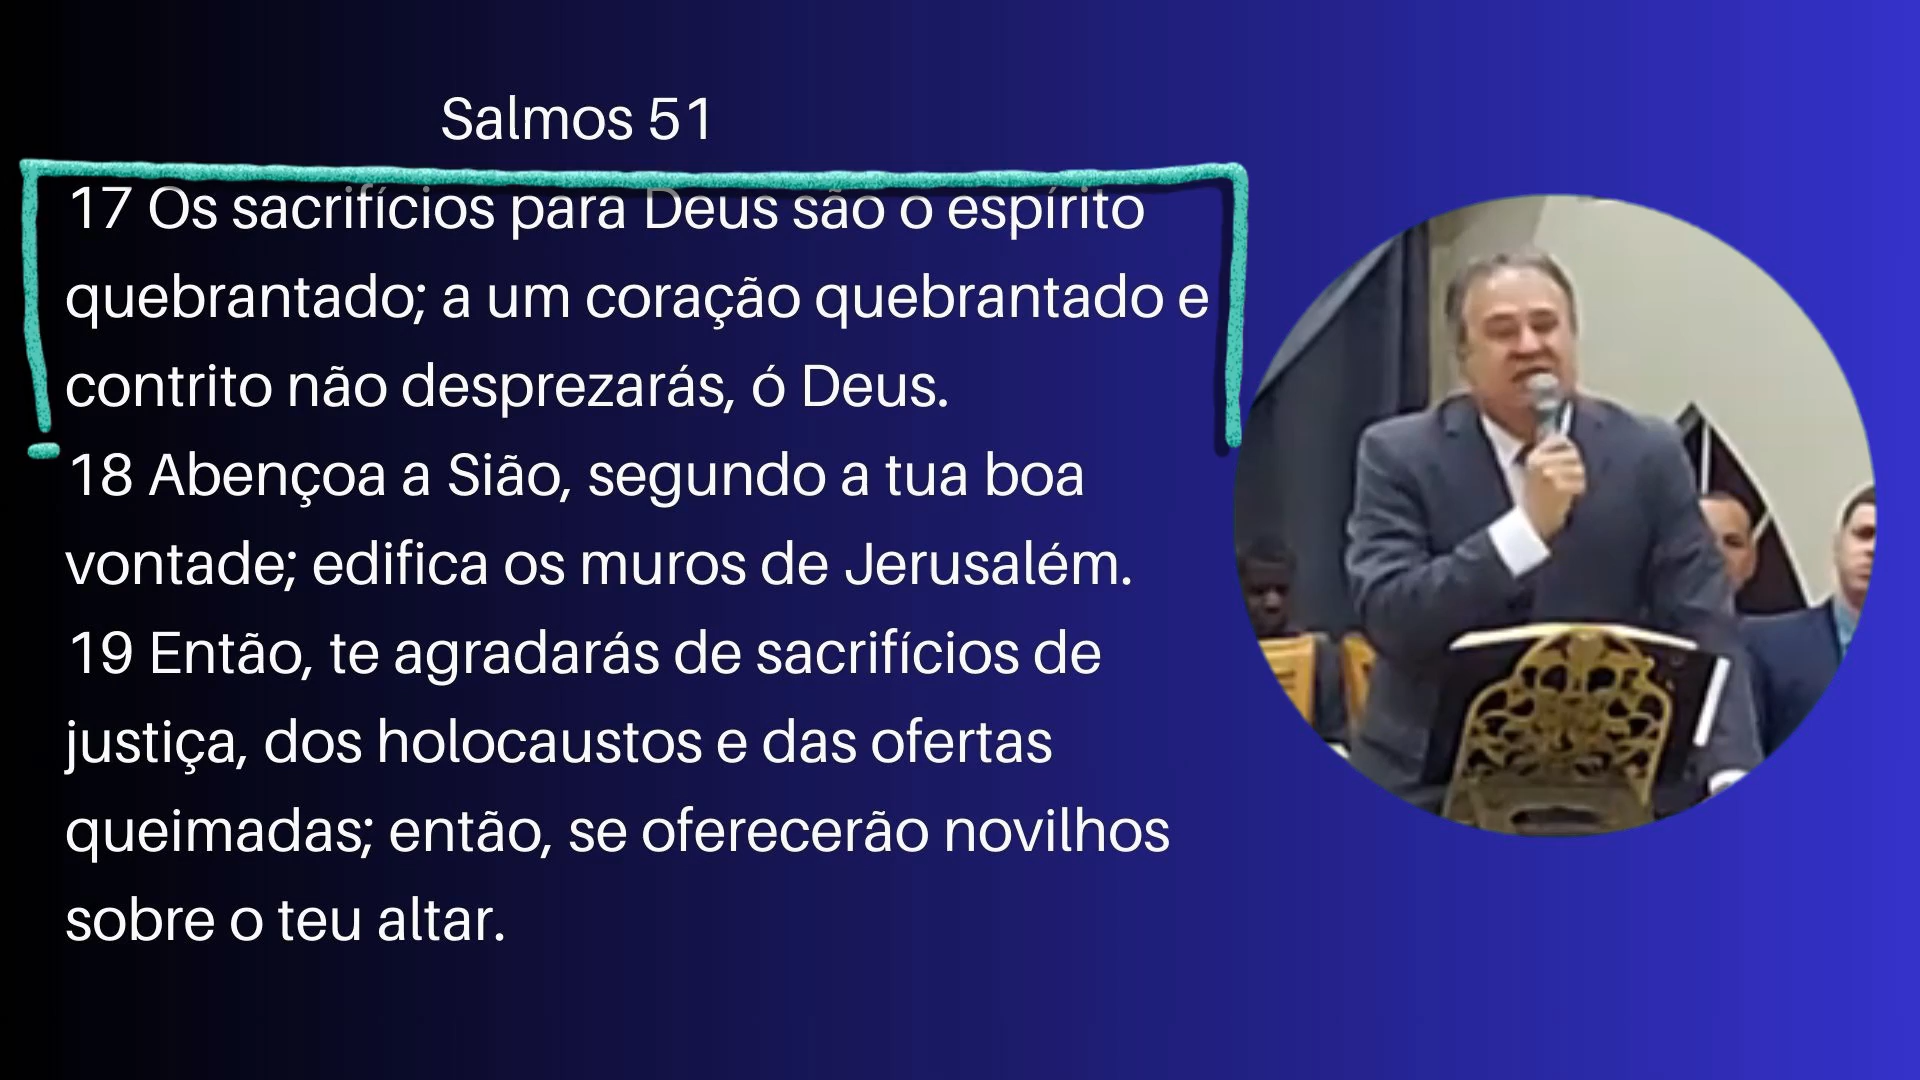 Salmos 51
17 Os sacrifícios para Deus são o espírito
quebrantado; a um coração quebrantado e
contrito não desprezarás, ó Deus.
18 Abençoa a Sião, segundo a tua boa
vontade; edifica os muros de Jerusalém.
19 Então, te agradarás de sacrifícios de
justiça, dos holocaustos e das ofertas
queimadas; então, se oferecerão novilhos
sobre o teu altar.